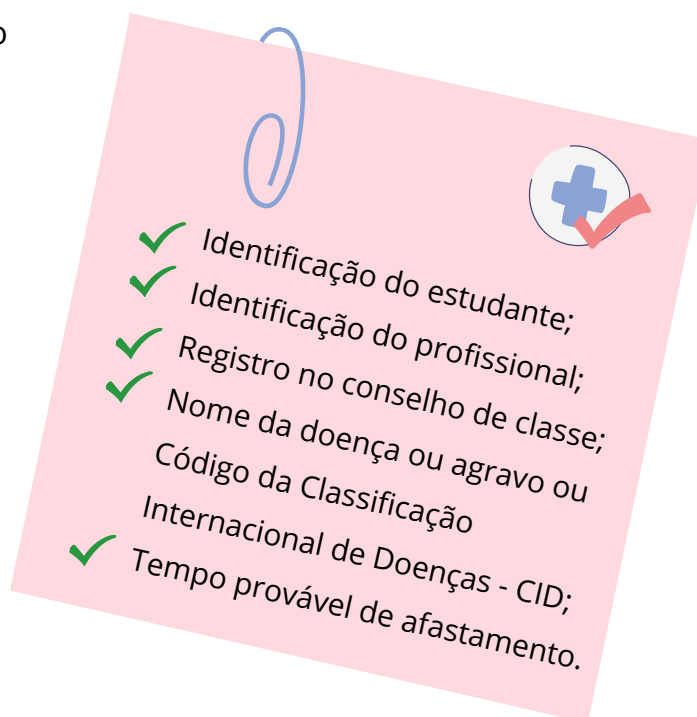 o
Identificação do estudante;
Identificação do profissional;
Registro no conselho de classe;
Nome da doença ou agravo ou
Código da Classificação
Internacional de Doenças - CID;
Tempo provável de afastamento.